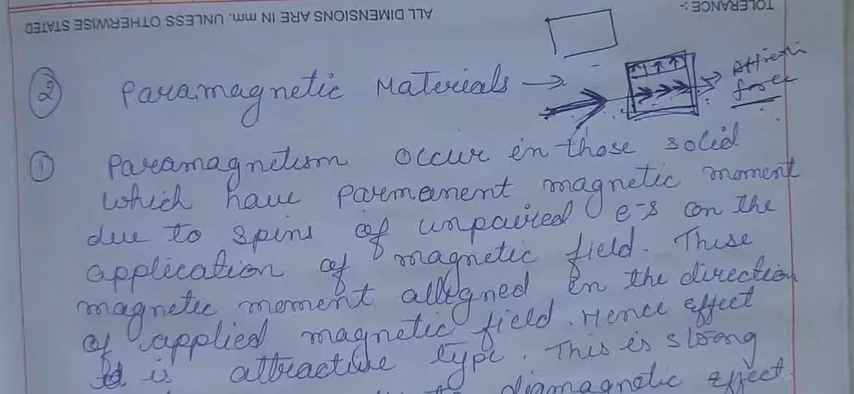 ALL DIMENSIONS ARE IN mm. UNLESS OTHERWISE STATED
TOLERANCE :-
② Paramagnetic Materials → Attracti
force
① Paramagnetism occur in those solid
which have parmenent magnetic moment
due to spins of unpaired e-s on the
application of magnetic field. These
magnetic moment alligned in the direction
of applied magnetic field. Hence effect
is attractive type. This is strong
diamagnetic effect.